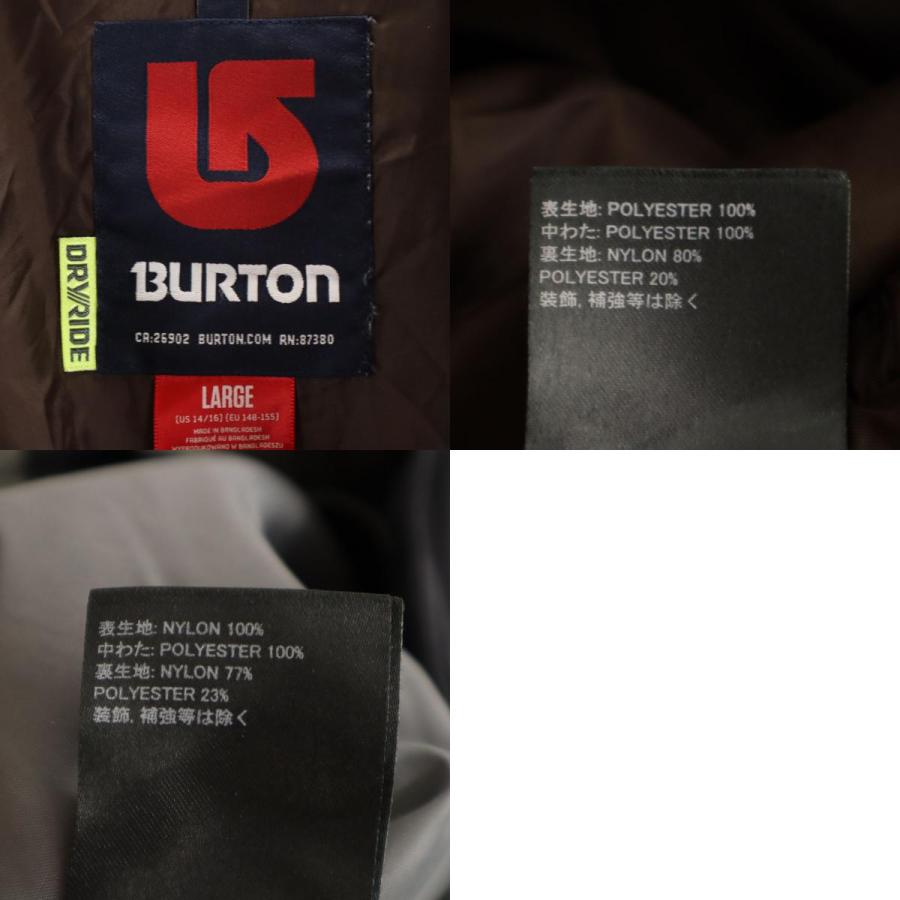 BURTON
DRY///RIDE
CA:26902 BURTON.COM RN:87380
LARGE
(US 14/16) (EU 148-155)
MADE IN BANGLADESH
FABRIQUÉ AU BANGLADESH
WYPRODUKOWANO W BANGLADESZU
表生地: POLYESTER 100%
中わた: POLYESTER 100%
裏生地: NYLON 80%
POLYESTER 20%
装飾, 補強等は除く
表生地: NYLON 100%
中わた: POLYESTER 100%
裏生地: NYLON 77%
POLYESTER 23%
装飾, 補強等は除く